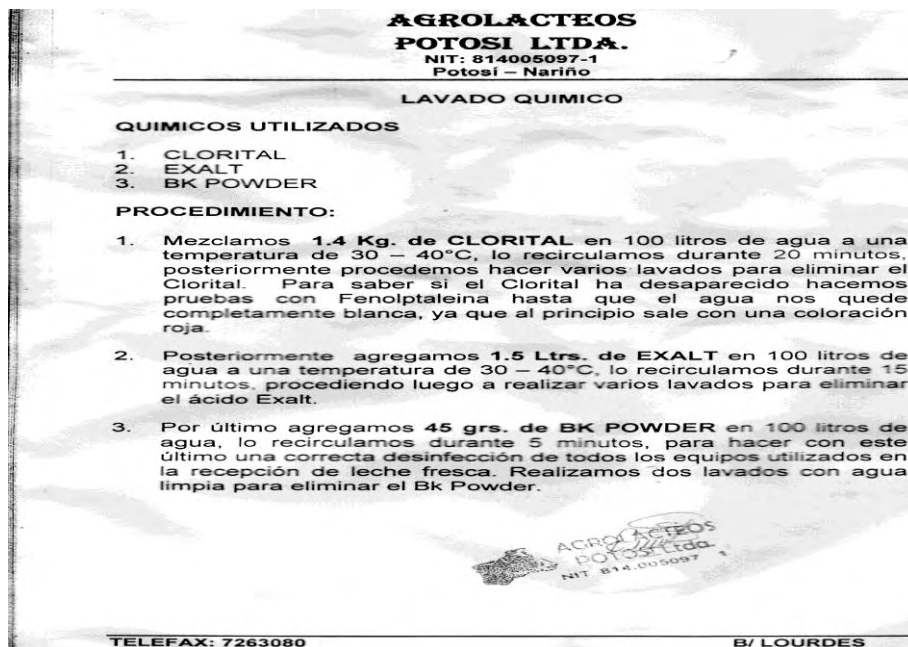 AGROLACTEOS
POTOSI LTDA.
NIT: 814005097-1
Potosí – Nariño
LAVADO QUIMICO
QUIMICOS UTILIZADOS
1. CLORITAL
2. EXALT
3. BK POWDER
PROCEDIMIENTO:
1. Mezclamos 1.4 Kg. de CLORITAL en 100 litros de agua a una
temperatura de 30 – 40°C, lo recirculamos durante 20 minutos,
posteriormente procedemos hacer varios lavados para eliminar el
Clorital. Para saber si el Clorital ha desaparecido hacemos
pruebas con Fenolptaleina hasta que el agua nos quede
completamente blanca, ya que al principio sale con una coloración
roja.
2. Posteriormente agregamos 1.5 Ltrs. de EXALT en 100 litros de
agua a una temperatura de 30 – 40°C, lo recirculamos durante 15
minutos, procediendo luego a realizar varios lavados para eliminar
el ácido Exalt.
3. Por último agregamos 45 grs. de BK POWDER en 100 litros de
agua, lo recirculamos durante 5 minutos, para hacer con este
último una correcta desinfección de todos los equipos utilizados en
la recepción de leche fresca. Realizamos dos lavados con agua
limpia para eliminar el Bk Powder.
AGROLACTEOS
POTOSI Ltda.
NIT 814.005097 1
TELEFAX: 7263080 B/ LOURDES